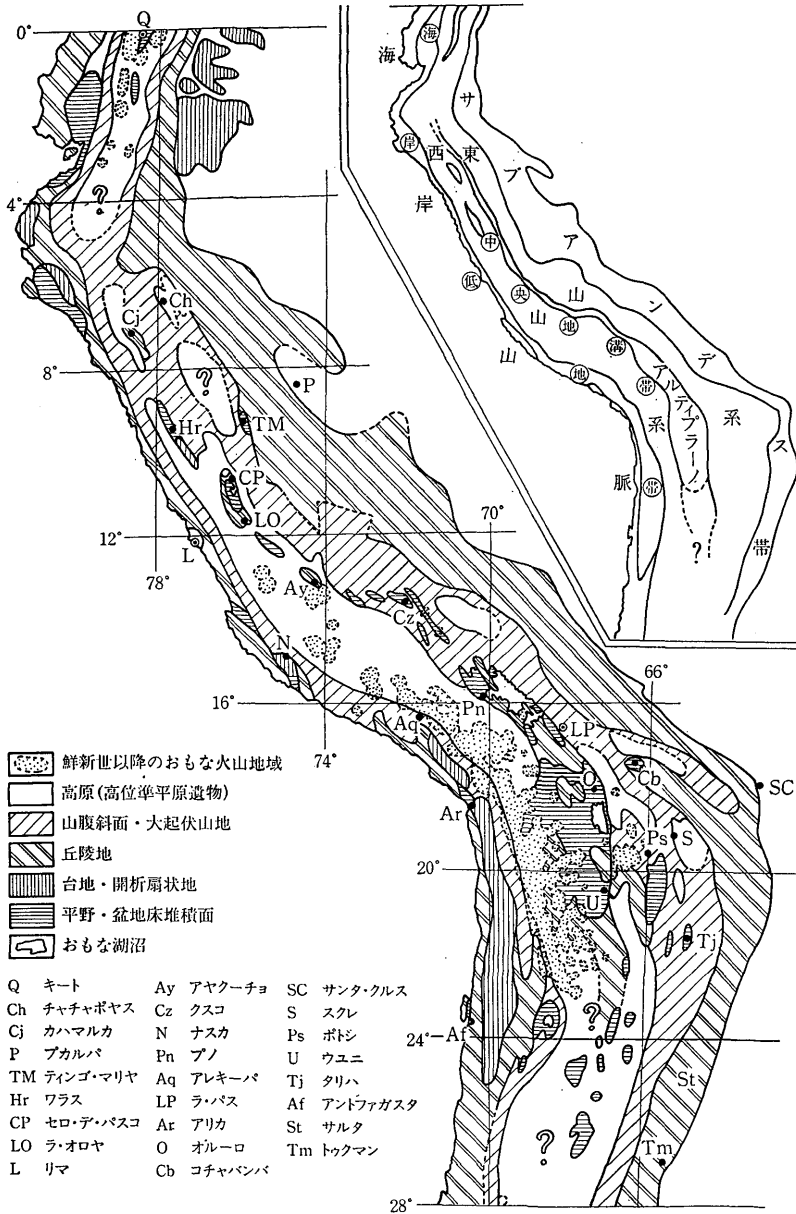 Q
0°
4°
?
Ch
Cj
8°
?
P
Hr
TM
CP
LO
12°
70°
L
78°
Ay
Cz
N
66°
16°
Pn
LP
Aq
74°
Cb
SC
O
Ar
Ps
S
20°
U
Tj
?
24°
Af
St
?
Tm
28°
海岸山脈
海岸低地帯
西山系
中央地溝帯
東山系
サブアンデス帯
アルティプラーノ
?
鮮新世以降のおもな火山地域
高原(高位準平原遺物)
山腹斜面・大起伏山地
丘陵地
台地・開析扇状地
平野・盆地床堆積面
おもな湖沼
Q キート
Ch チャチャポヤス
Cj カハマルカ
P プカルパ
TM ティンゴ・マリヤ
Hr ワラス
CP セロ・デ・パスコ
LO ラ・オロヤ
L リマ
Ay アヤクーチョ
Cz クスコ
N ナスカ
Pn プノ
Aq アレキーパ
LP ラ・パス
Ar アリカ
O オルーロ
Cb コチャバンバ
SC サンタ・クルス
S スクレ
Ps ポトシ
U ウユニ
Tj タリハ
Af アントファガスタ
St サルタ
Tm トゥクマン